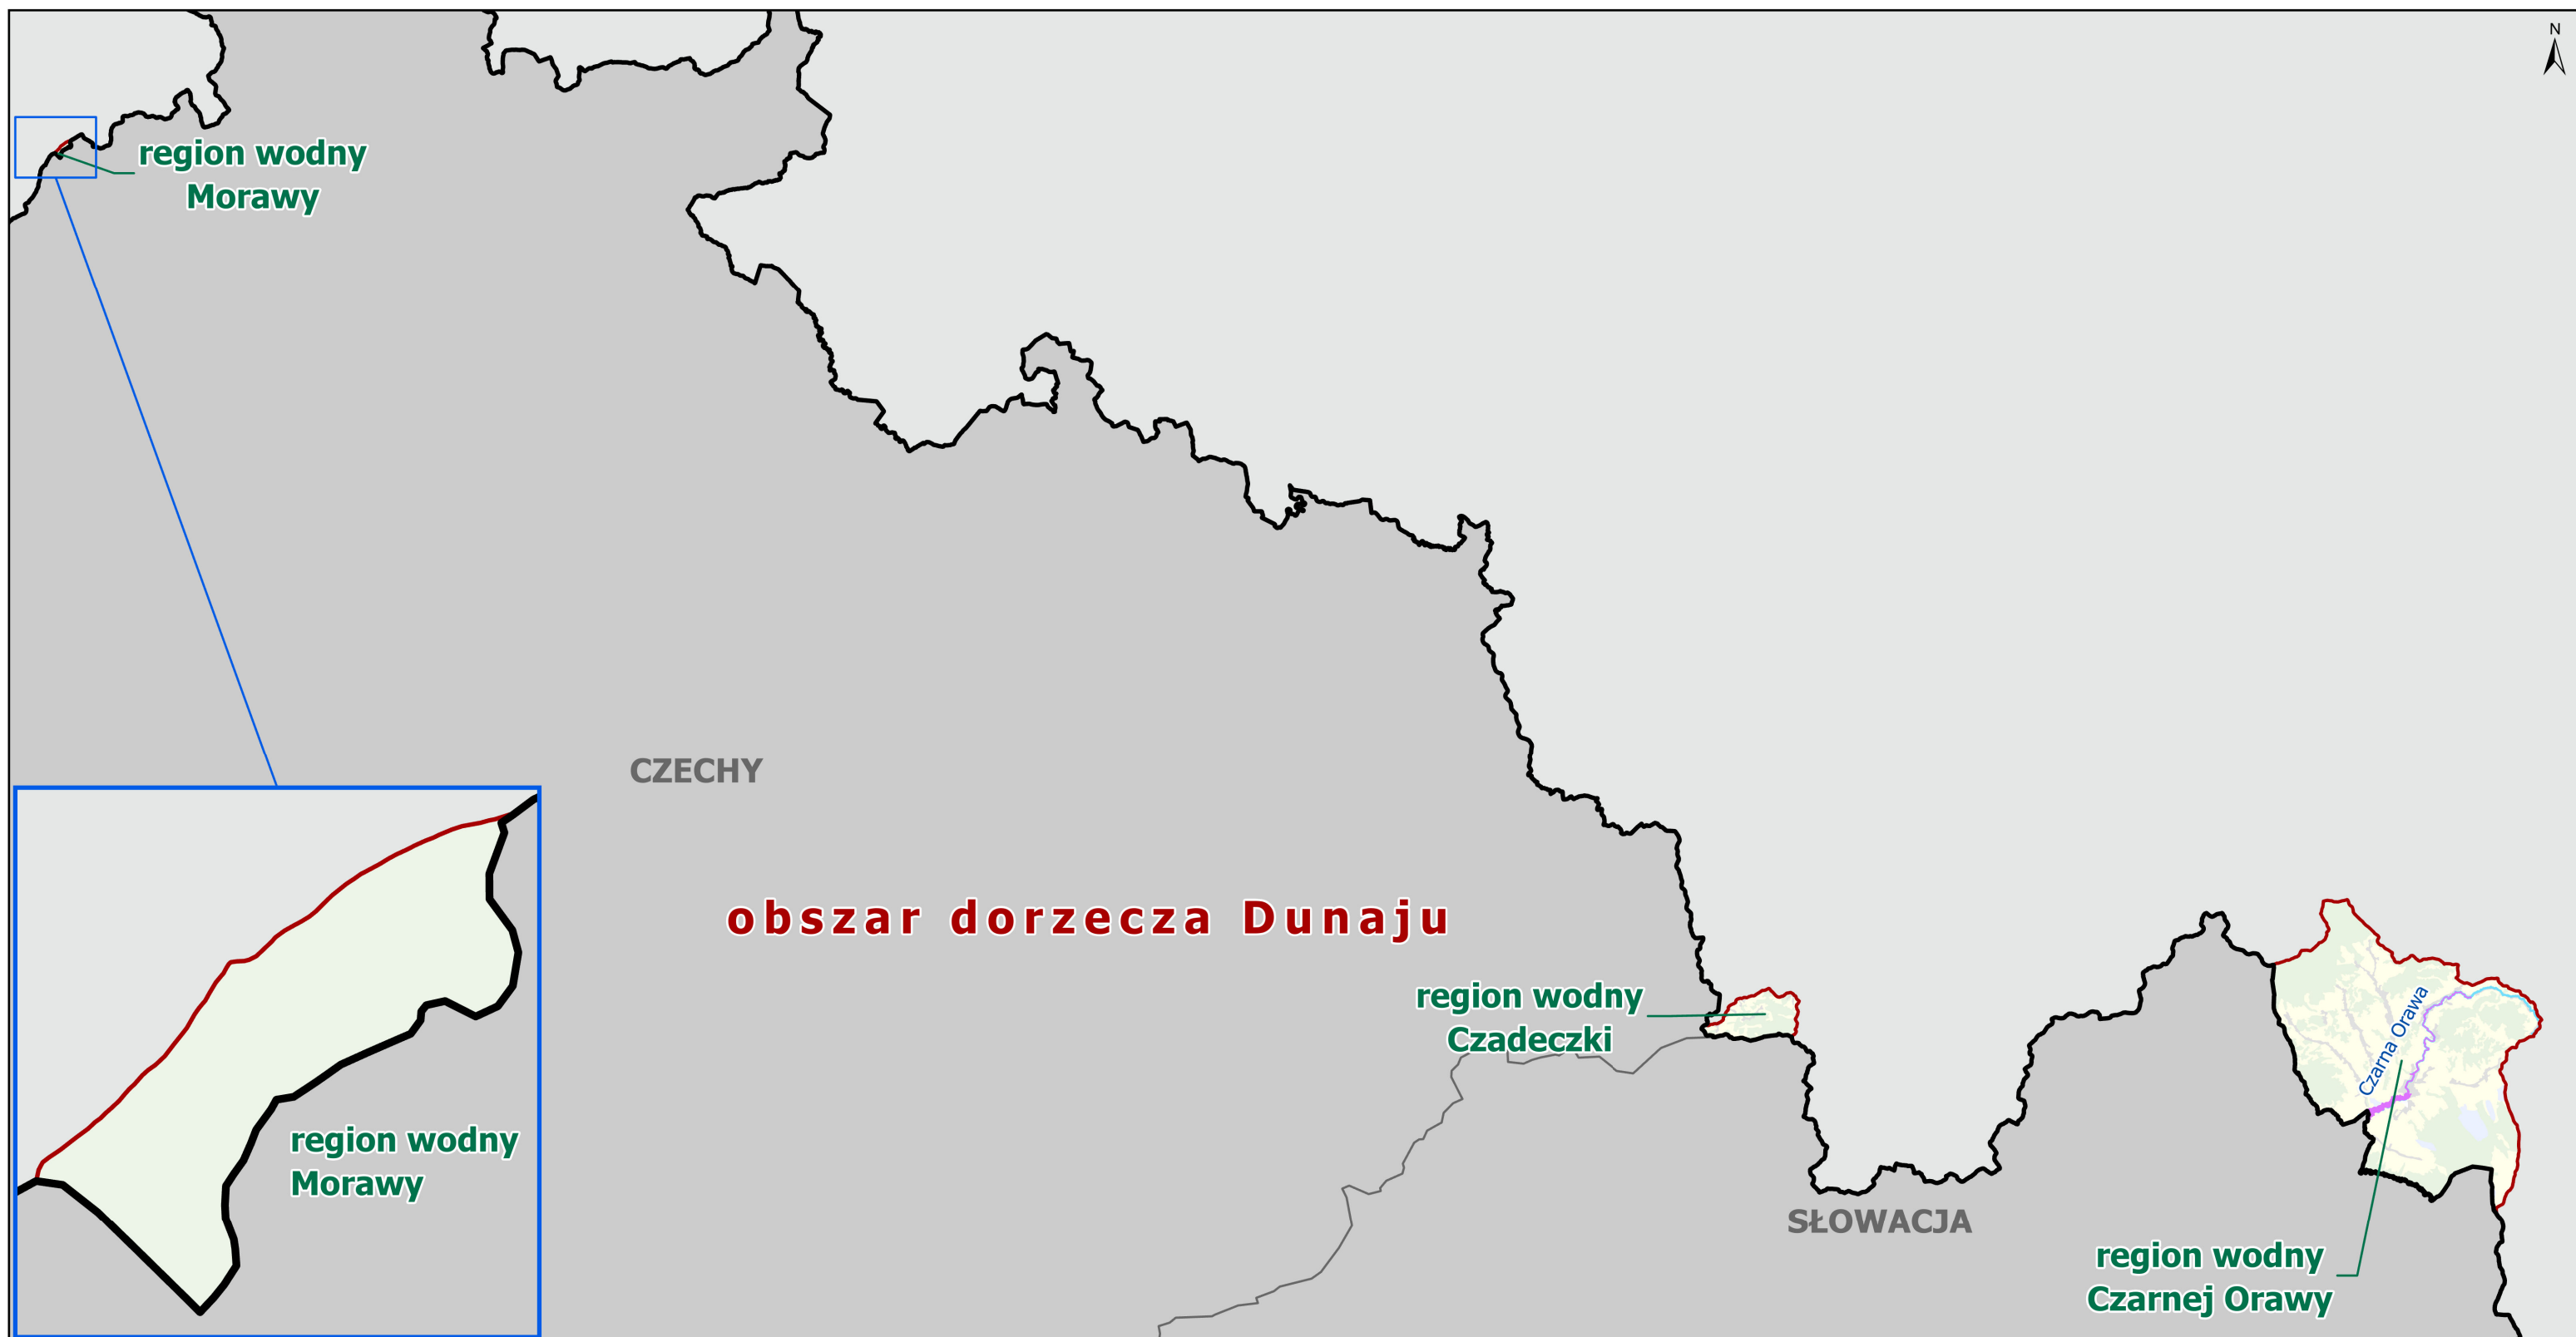 N
region wodny
Morawy
CZECHY
obszar dorzecza Dunaju
region wodny
Czadeczki
Czarna Orawa
region wodny
Morawy
SŁOWACJA
region wodny
Czarnej Orawy